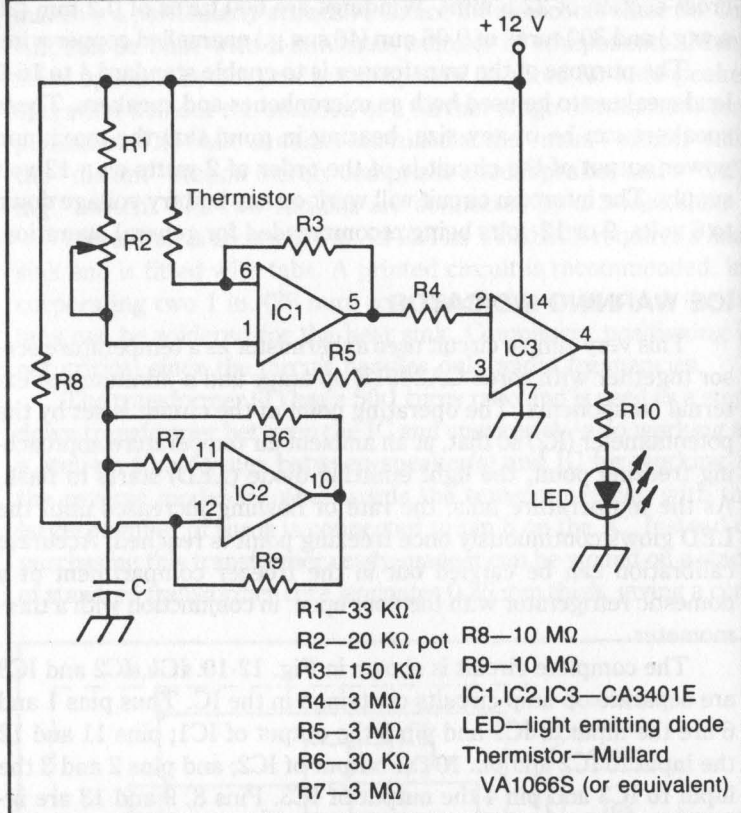 +12 V
R1
Thermistor
R2
R3
6
1
IC1
5
R4
2
14
IC3
4
3
7
R5
R8
R6
R10
R7
11
IC2
10
12
LED
R9
C
R1—33 KΩ
R2—20 KΩ pot
R3—150 KΩ
R4—3 MΩ
R5—3 MΩ
R6—30 KΩ
R7—3 MΩ
R8—10 MΩ
R9—10 MΩ
IC1,IC2,IC3—CA3401E
LED—light emitting diode
Thermistor—Mullard
VA1066S (or equivalent)